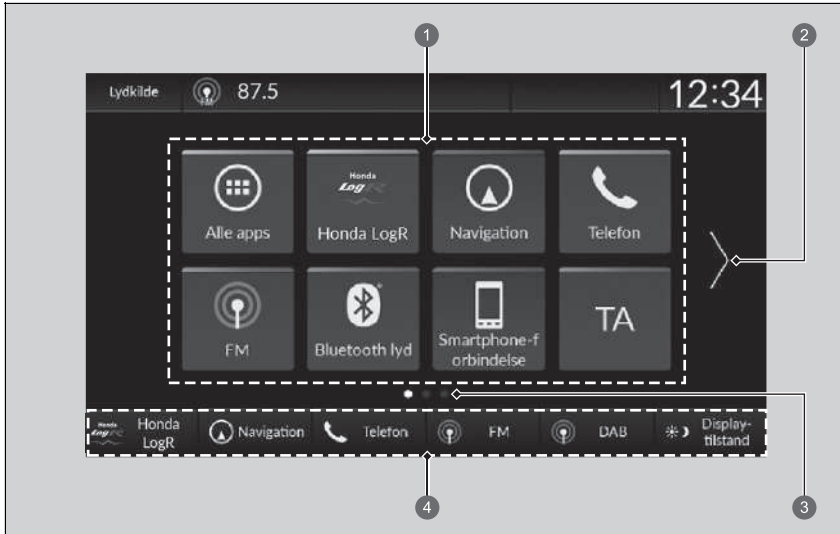 1
2
Lydkilde
FM
87.5
12:34
Alle apps
Honda
LogR
Honda LogR
Navigation
Telefon
FM
Bluetooth lyd
Smartphone-f
orbindelse
TA
Honda
LogR
Honda
LogR
Navigation
Telefon
FM
DAB
Display-
tilstand
4
3